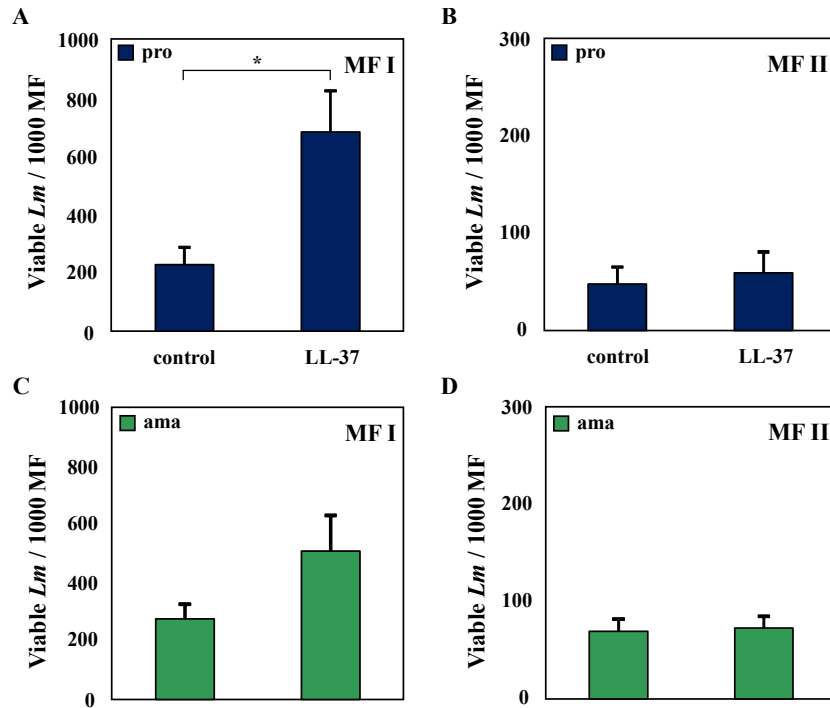 A
Viable Lm / 1000 MF
1000
800
600
400
200
0
pro
*
MF I
control
LL-37
B
Viable Lm / 1000 MF
300
200
100
0
pro
MF II
control
LL-37
C
Viable Lm / 1000 MF
1000
800
600
400
200
0
ama
MF I
D
Viable Lm / 1000 MF
300
200
100
0
ama
MF II